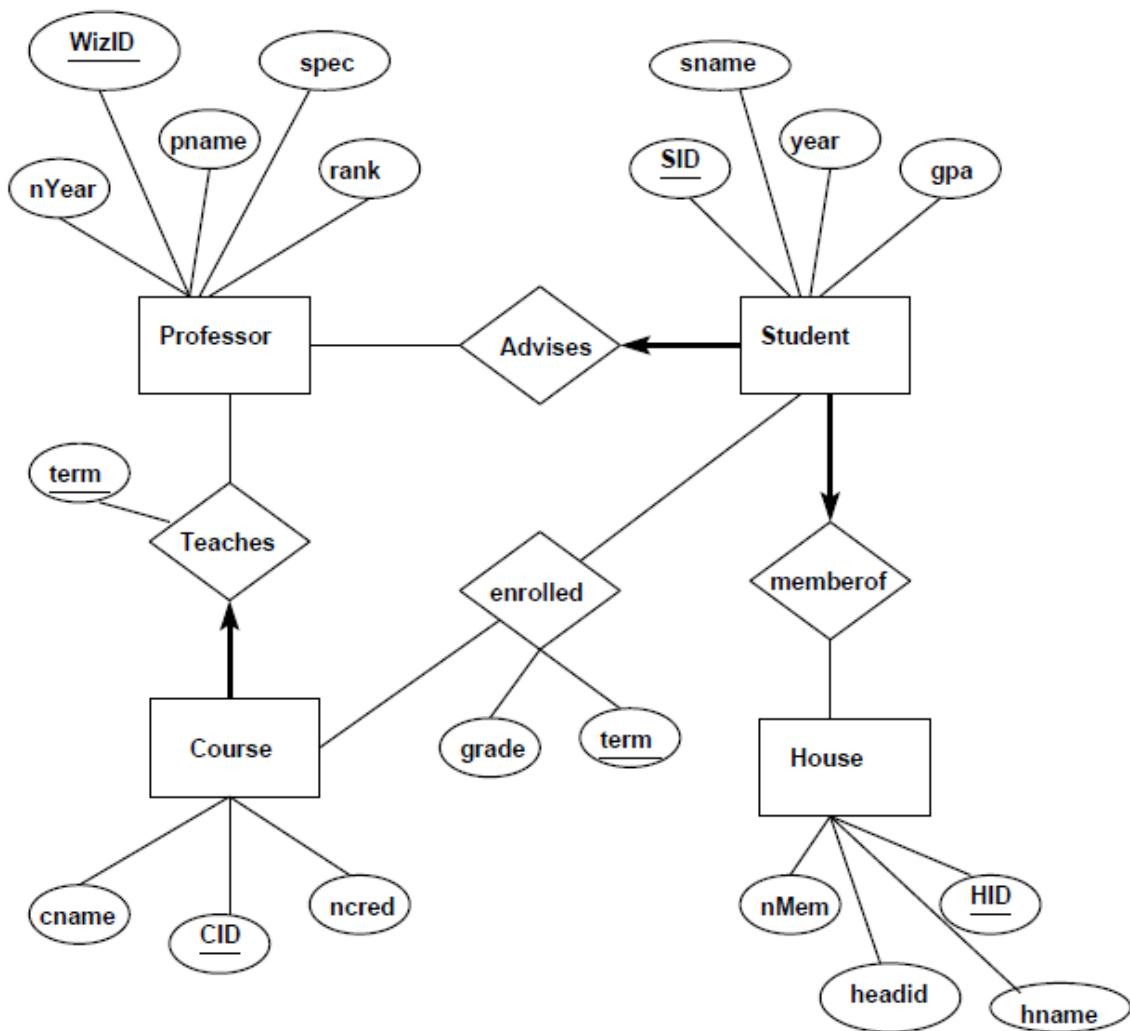 WizID
spec
sname
pname
year
nYear
rank
SID
gpa
Professor
Advises
Student
term
Teaches
enrolled
memberof
Course
grade
term
House
cname
CID
ncred
nMem
HID
headid
hname